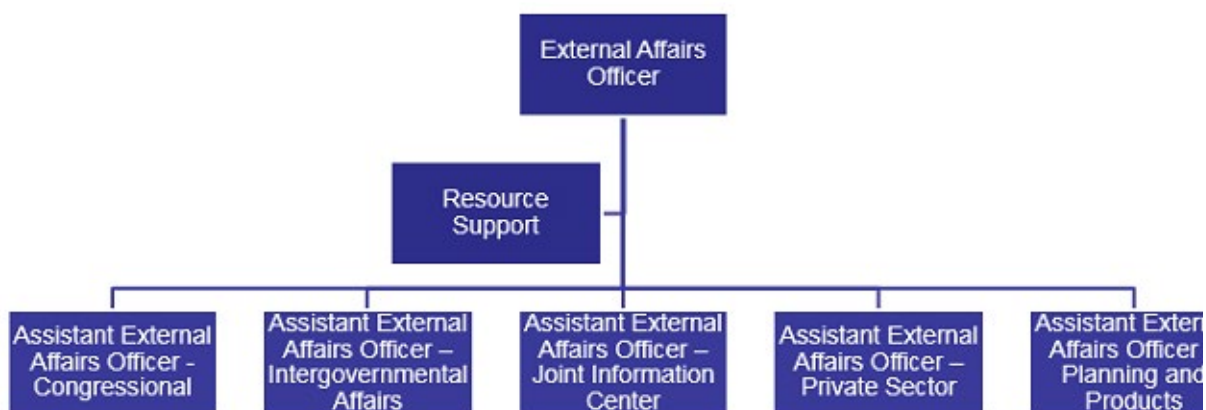 External Affairs
Officer
Resource
Support
Assistant External
Affairs Officer -
Congressional
Assistant External
Affairs Officer –
Intergovernmental
Affairs
Assistant External
Affairs Officer –
Joint Information
Center
Assistant External
Affairs Officer –
Private Sector
Assistant
Affairs Officer
Planning and
Products